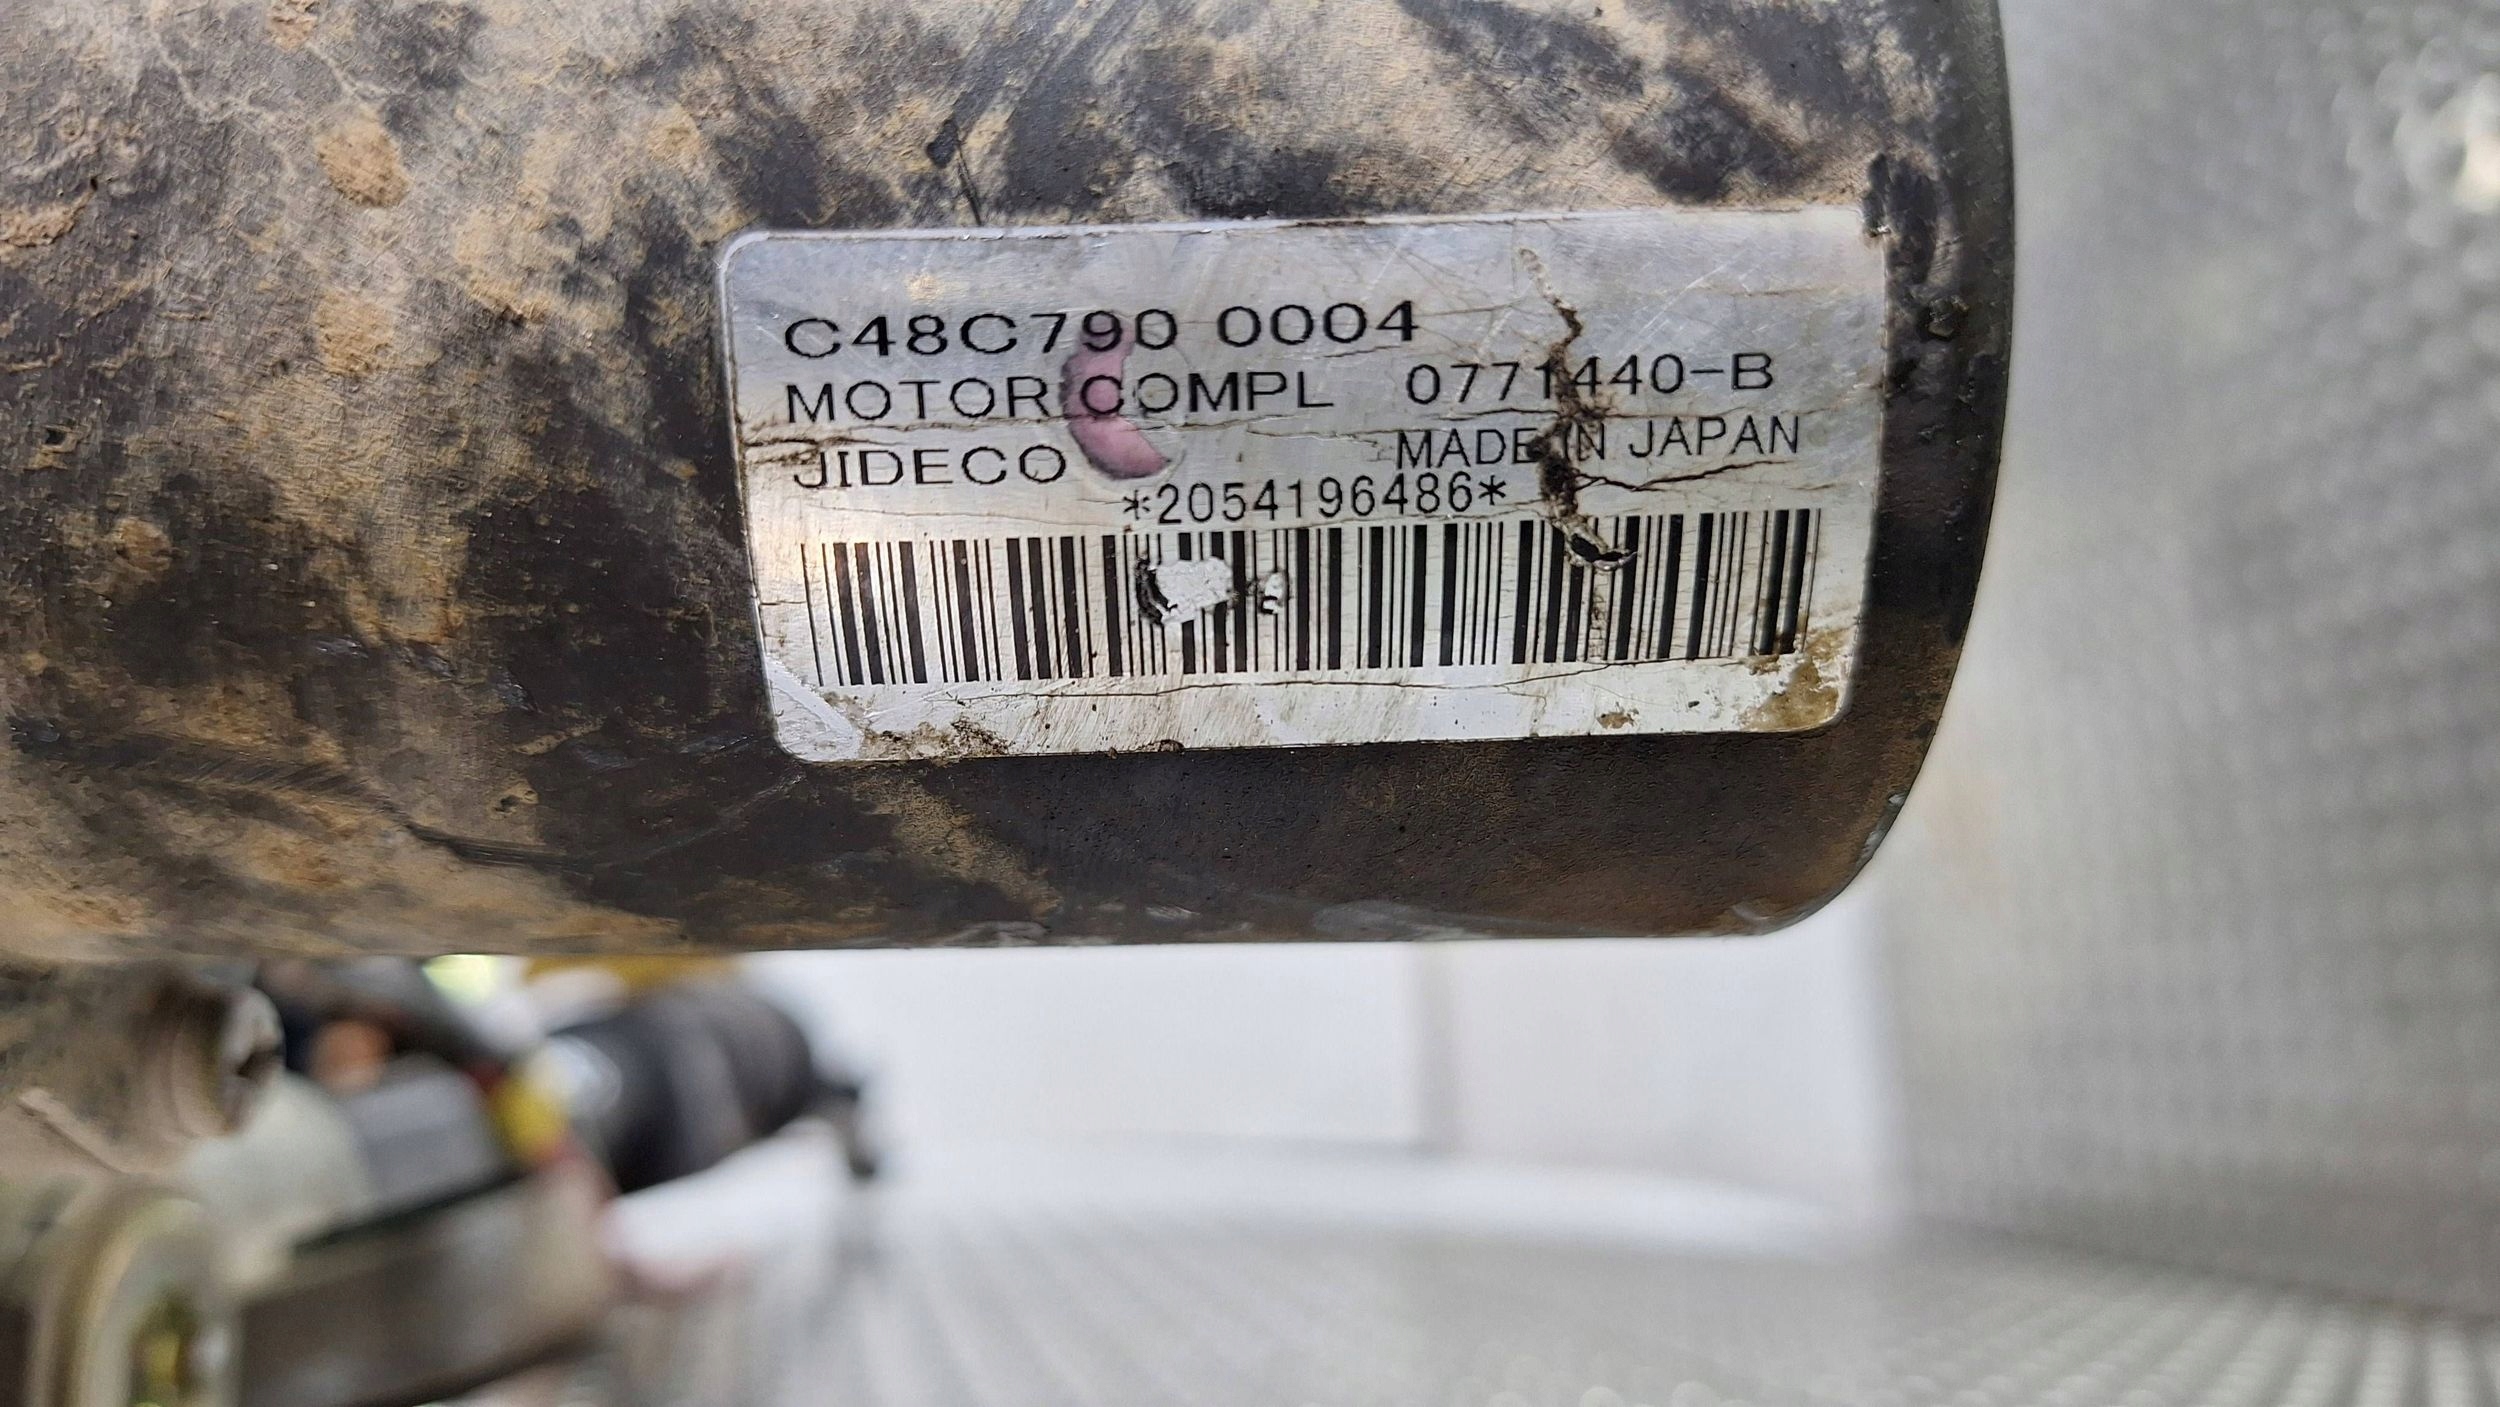 C48C790 0004
MOTOR COMPL 0771440-B
JIDECO MADE IN JAPAN
*2054196486*